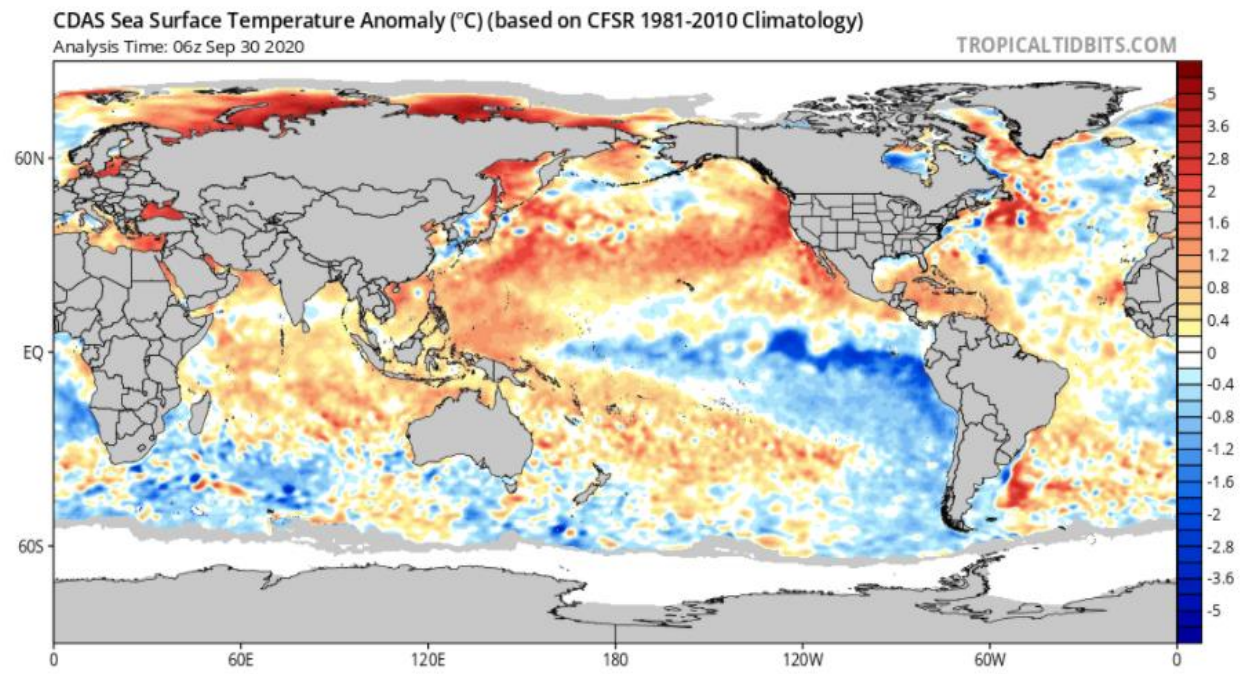 CDAS Sea Surface Temperature Anomaly (°C) (based on CFSR 1981-2010 Climatology)
Analysis Time: 06z Sep 30 2020
TROPICALTIDBITS.COM
60N
EQ
60S
0
60E
120E
180
120W
60W
0
5
3.6
2.8
2
1.6
1.2
0.8
0.4
0
-0.4
-0.8
-1.2
-1.6
-2
-2.8
-3.6
-5